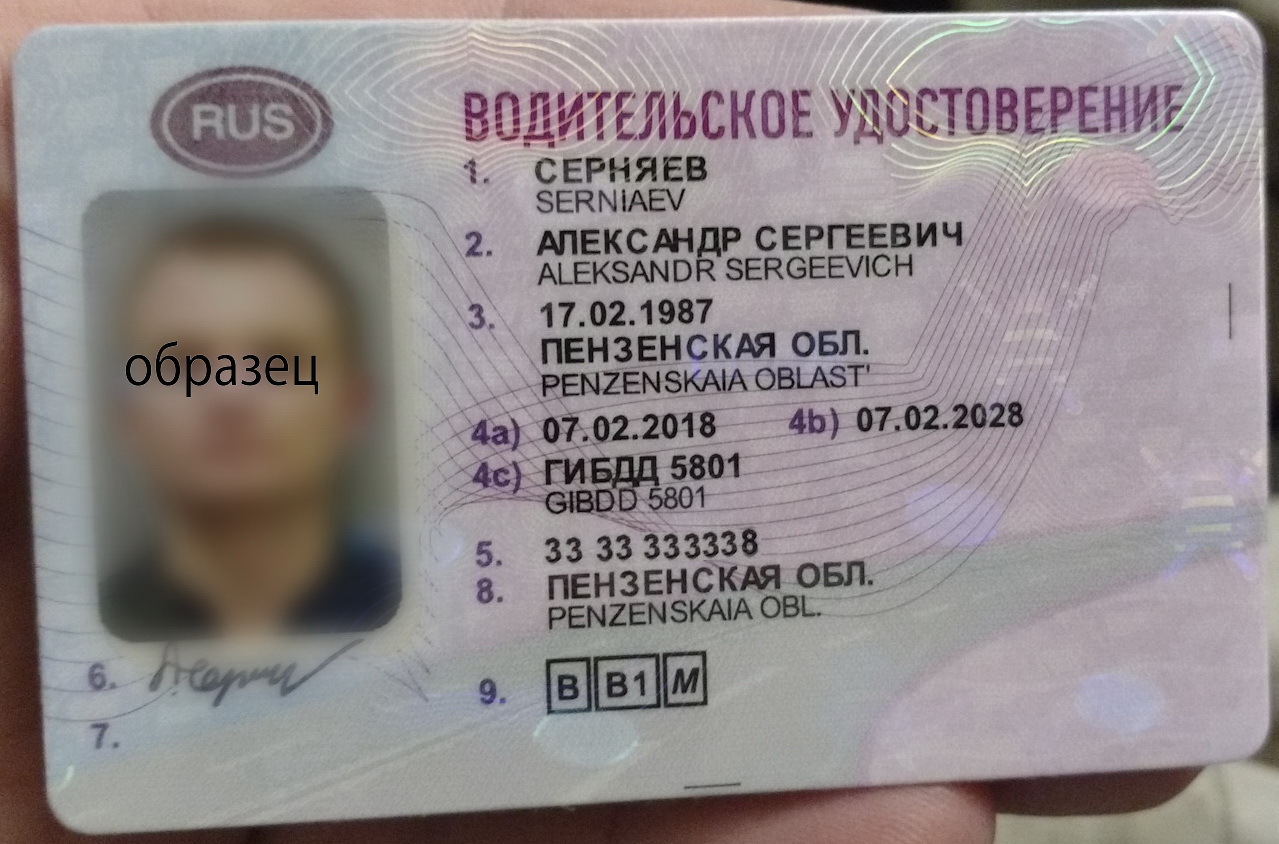 RUS
ВОДИТЕЛЬСКОЕ УДОСТОВЕРЕНИЕ
1. СЕРНЯЕВ
SERNIAEV
2. АЛЕКСАНДР СЕРГЕЕВИЧ
ALEKSANDR SERGEEVICH
3. 17.02.1987
ПЕНЗЕНСКАЯ ОБЛ.
PENZENSKAIA OBLAST'
4a) 07.02.2018 4b) 07.02.2028
4c) ГИБДД 5801
GIBDD 5801
5. 33 33 333338
8. ПЕНЗЕНСКАЯ ОБЛ.
PENZENSKAIA OBL.
9. B B1 M
образец
6.
7.